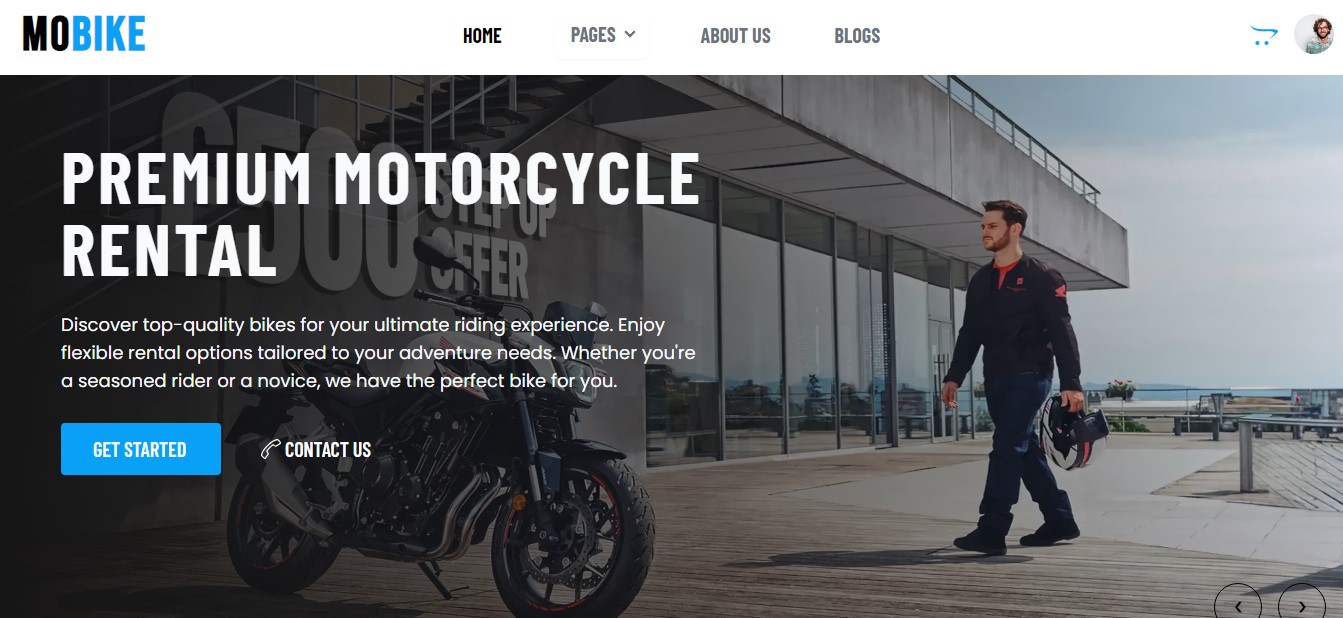 MOBIKE
HOME
PAGES
ABOUT US
BLOGS
£500
STEP UP
OFFER
PREMIUM MOTORCYCLE
RENTAL
Discover top-quality bikes for your ultimate riding experience. Enjoy
flexible rental options tailored to your adventure needs. Whether you're
a seasoned rider or a novice, we have the perfect bike for you.
GET STARTED
CONTACT US